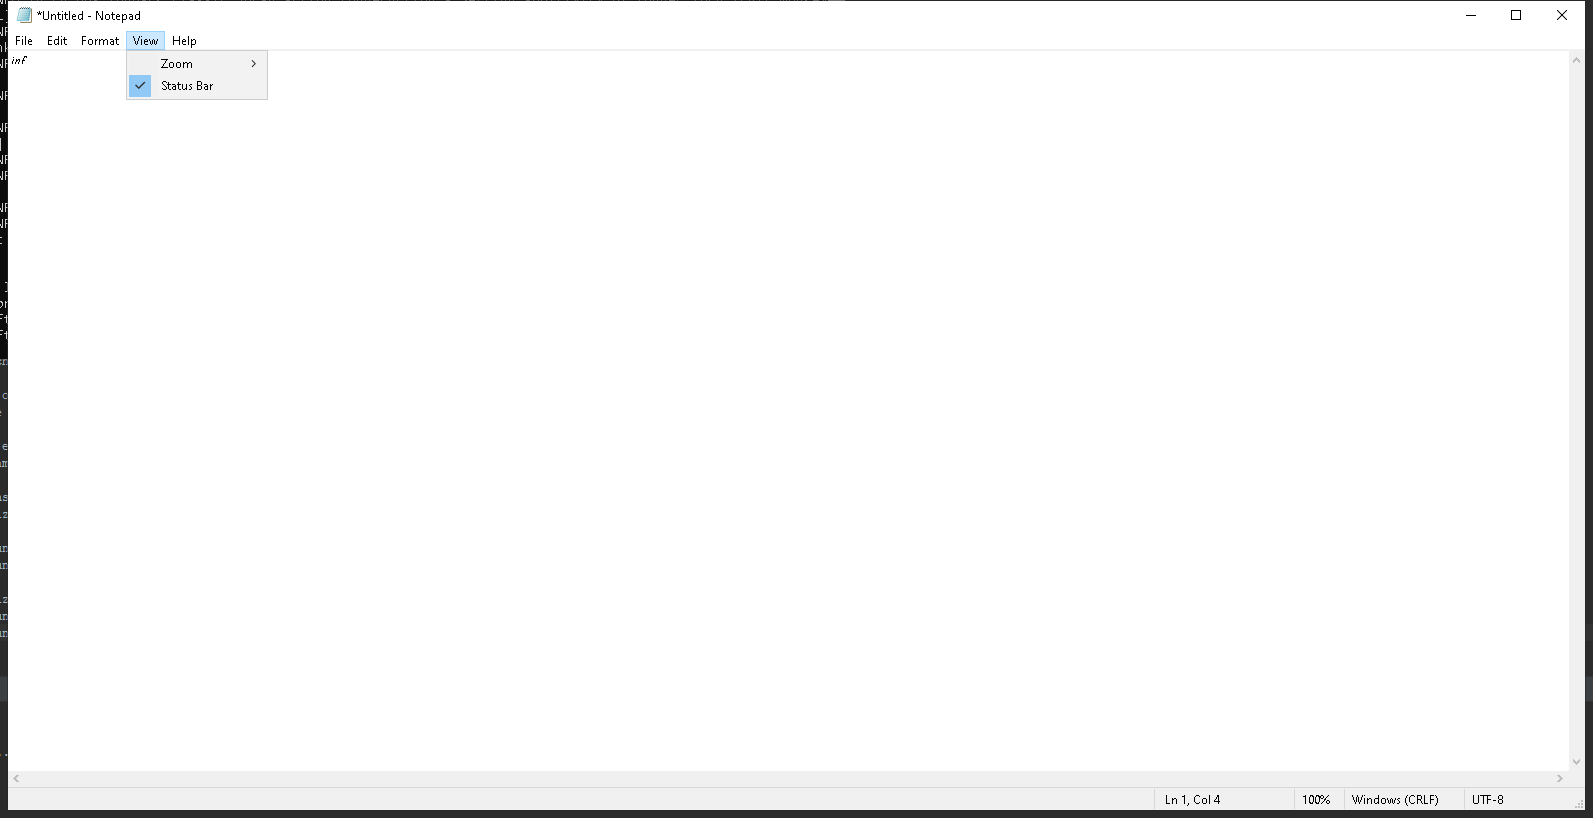 *Untitled - Notepad
File Edit Format View Help
inf
Zoom
Status Bar
Ln 1, Col 4 100% Windows (CRLF) UTF-8